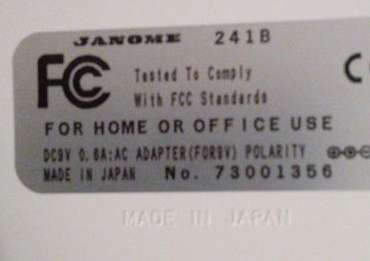 JANOME 241B
FC Tested To Comply
With FCC Standards
FOR HOME OR OFFICE USE
DC9V 0.6A:AC ADAPTER(FOR9V) POLARITY
MADE IN JAPAN No. 73001356
MADE IN JAPAN